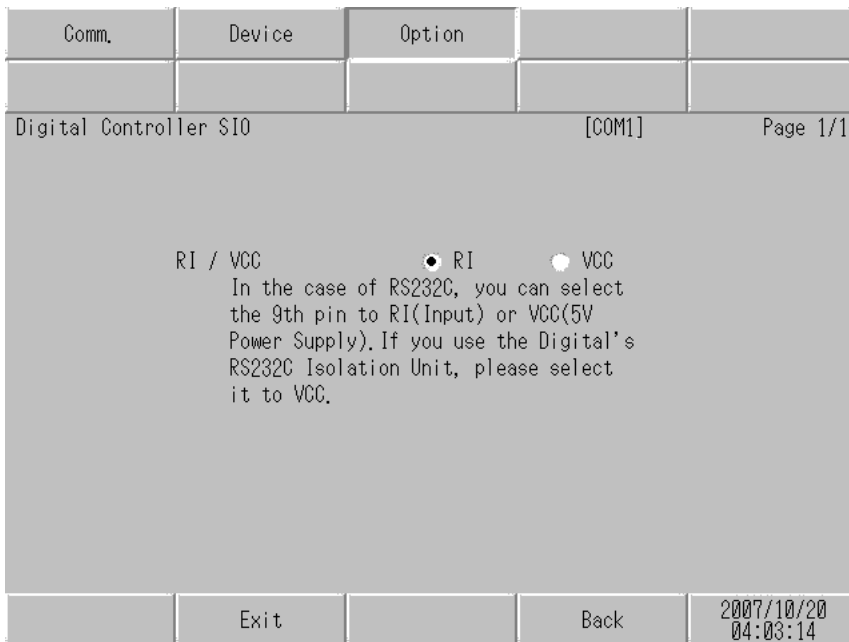 Comm. Device Option
Digital Controller SIO [COM1] Page 1/1
RI / VCC RI VCC
In the case of RS232C, you can select
the 9th pin to RI(Input) or VCC(5V
Power Supply).If you use the Digital's
RS232C Isolation Unit, please select
it to VCC.
Exit Back 2007/10/20
04:03:14